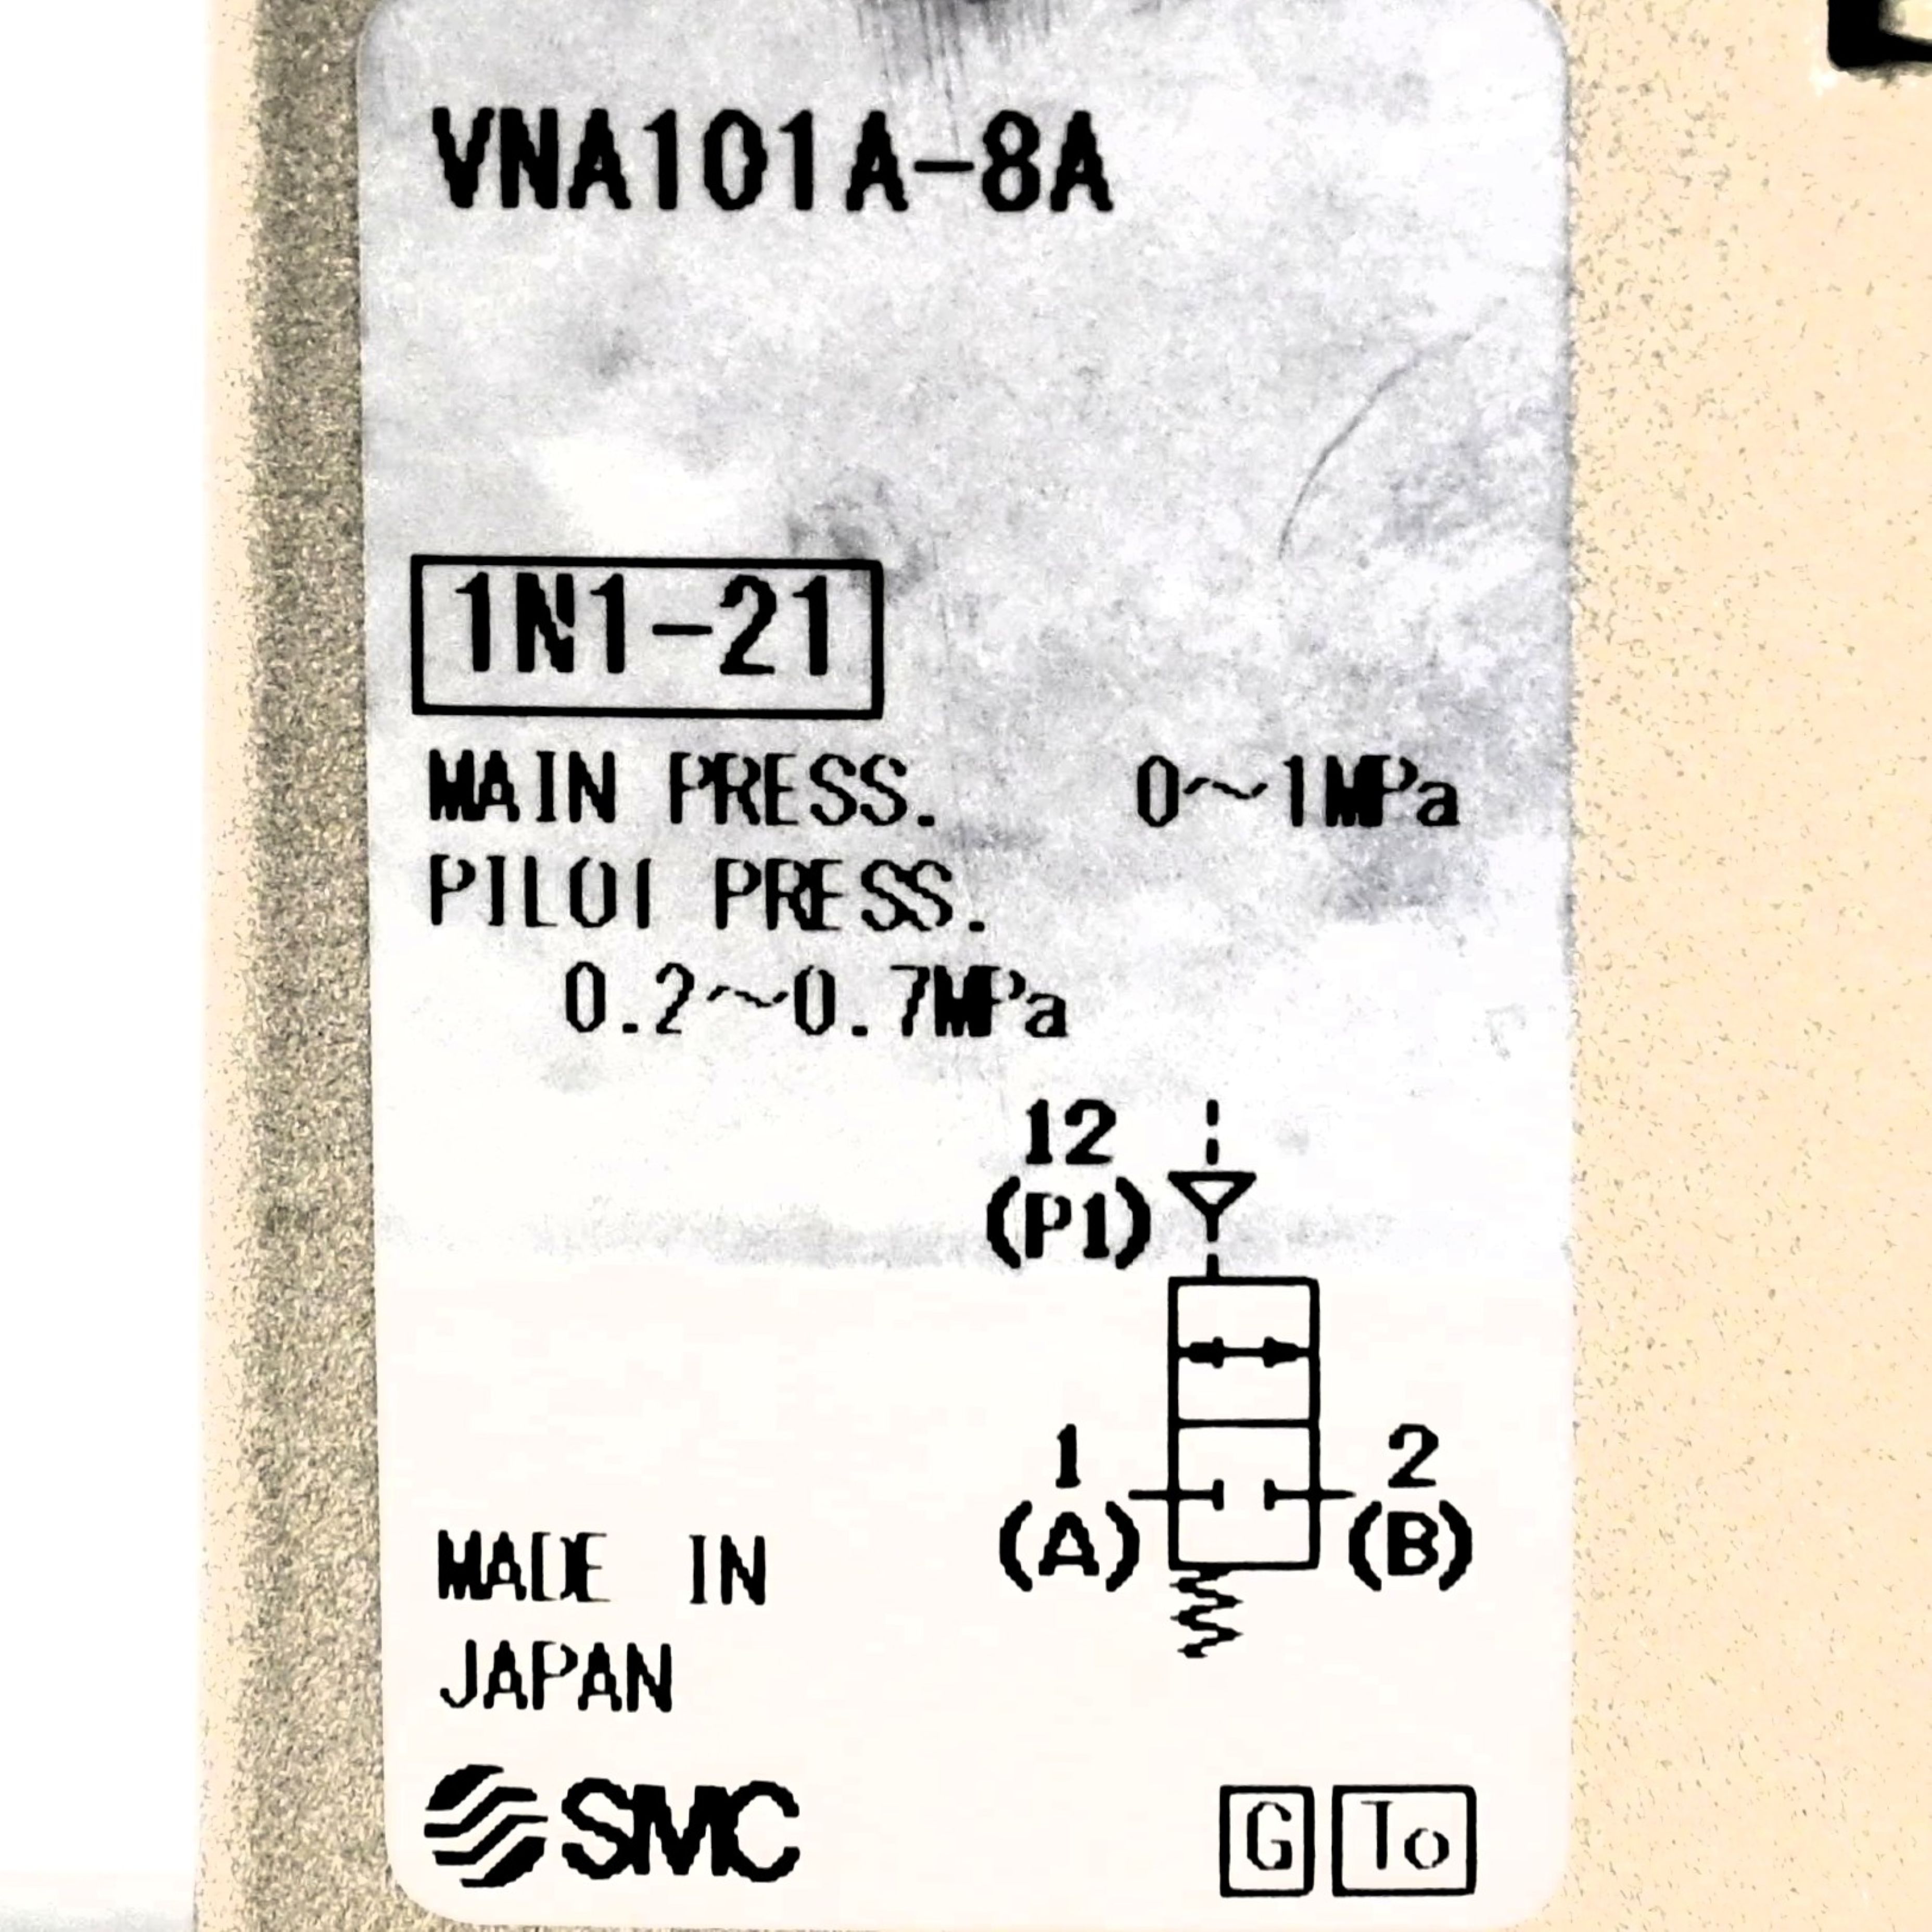 VNA101A-8A
1N1-21
MAIN PRESS. 0~1MPa
PILOT PRESS.
0.2~0.7MPa
12
(P1)
1
(A)
2
(B)
MADE IN
JAPAN
SMC
G To